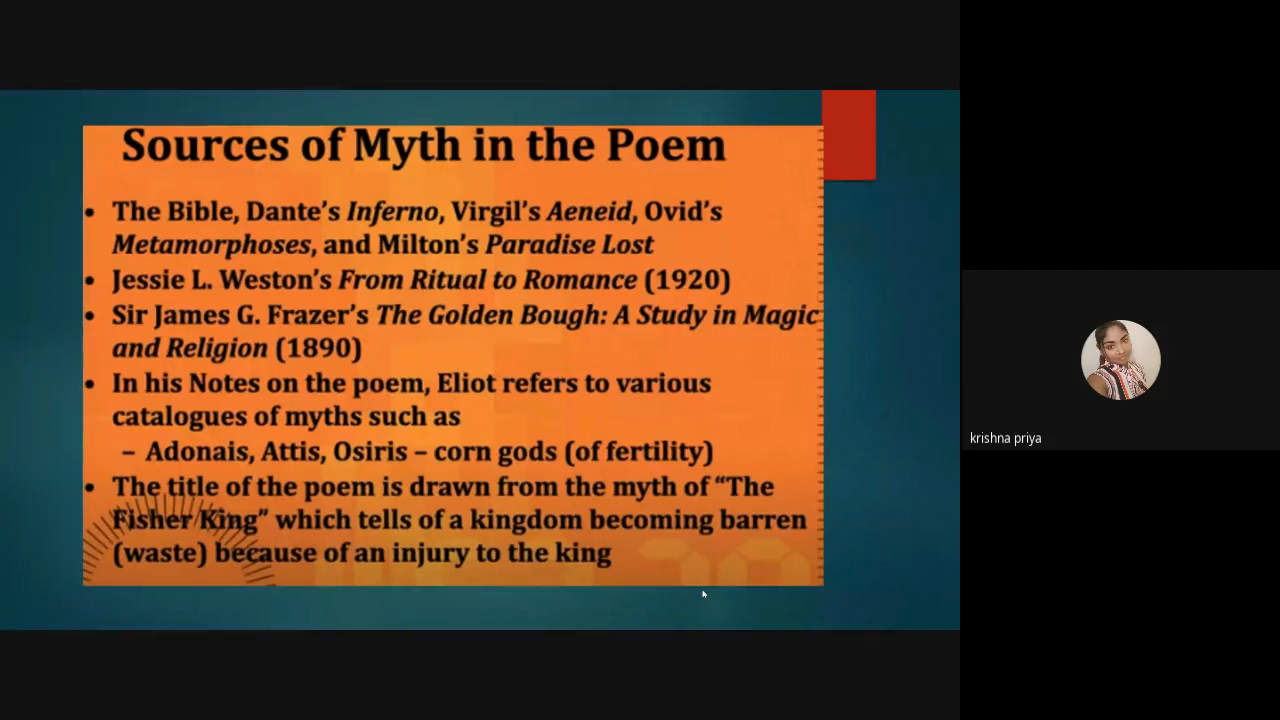 Sources of Myth in the Poem
• The Bible, Dante’s Inferno, Virgil’s Aeneid, Ovid’s
Metamorphoses, and Milton’s Paradise Lost
• Jessie L. Weston’s From Ritual to Romance (1920)
• Sir James G. Frazer’s The Golden Bough: A Study in Magic
and Religion (1890)
• In his Notes on the poem, Eliot refers to various
catalogues of myths such as
– Adonais, Attis, Osiris – corn gods (of fertility)
• The title of the poem is drawn from the myth of “The
Fisher King” which tells of a kingdom becoming barren
(waste) because of an injury to the king
krishna priya